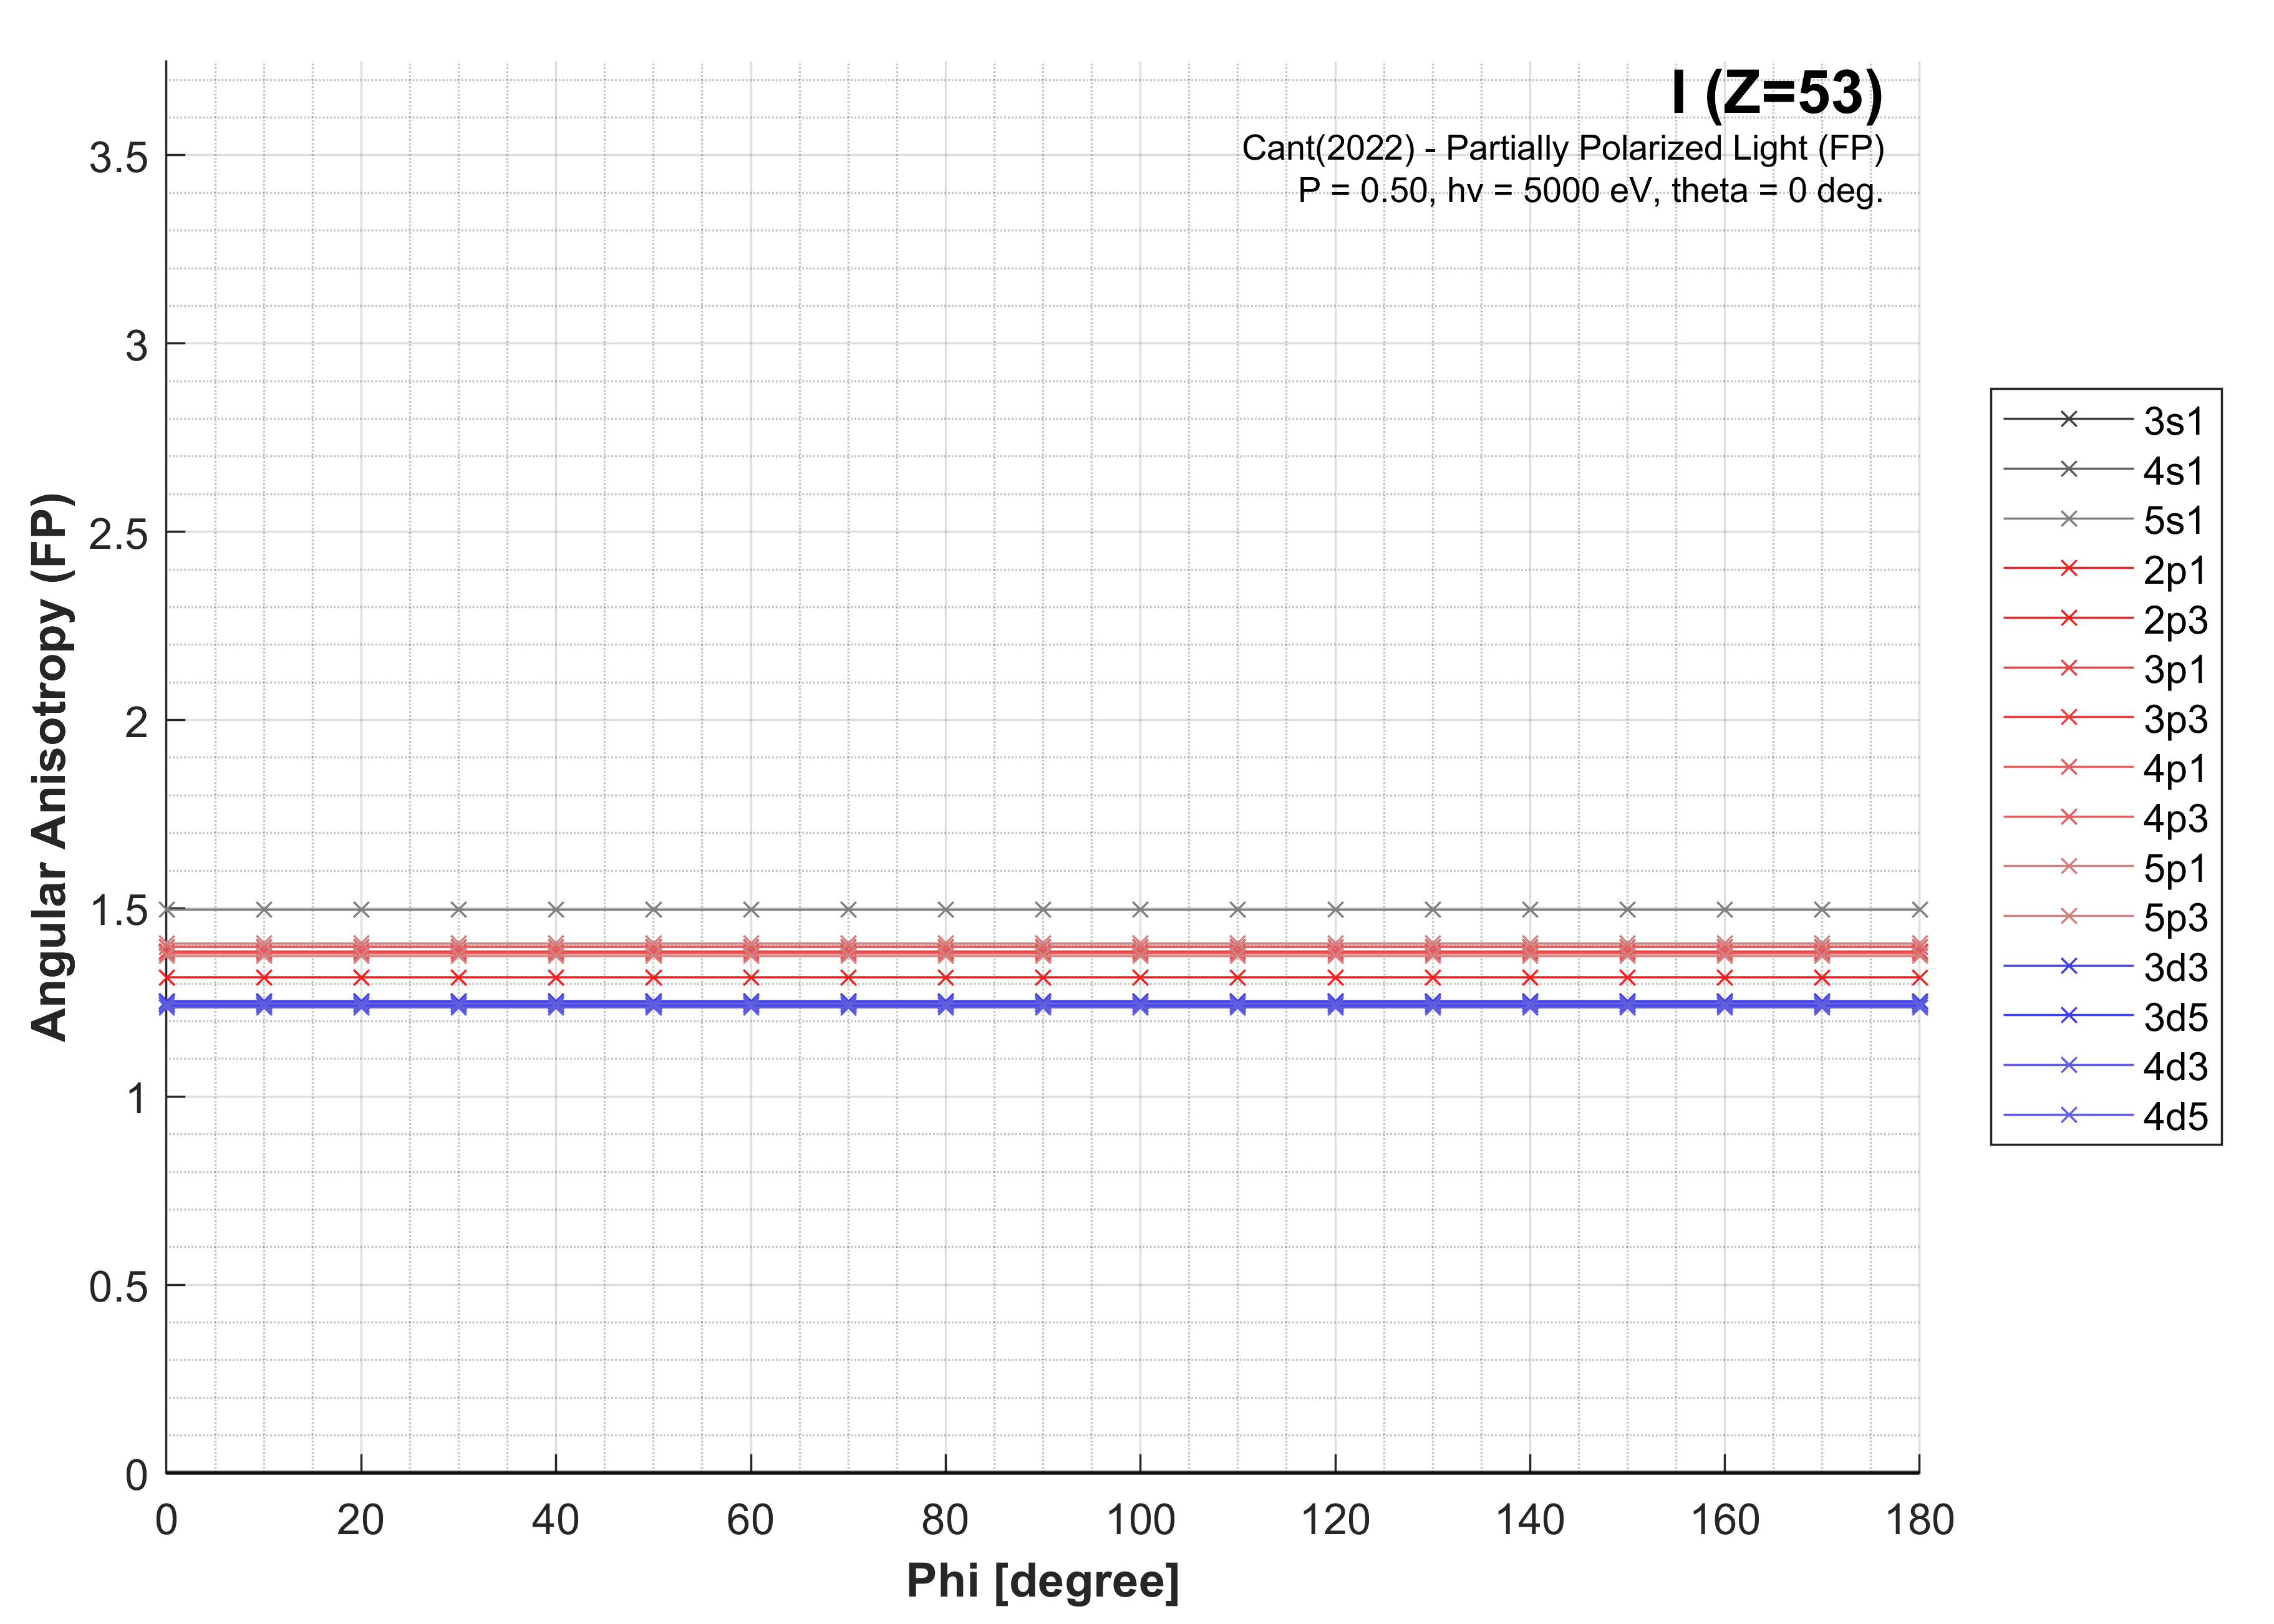 I (Z=53)
Cant(2022) - Partially Polarized Light (FP)
P = 0.50, hv = 5000 eV, theta = 0 deg.
Angular Anisotropy (FP)
3.5
3
2.5
2
1.5
1
0.5
0
0 20 40 60 80 100 120 140 160 180
Phi [degree]
3s1
4s1
5s1
2p1
2p3
3p1
3p3
4p1
4p3
5p1
5p3
3d3
3d5
4d3
4d5